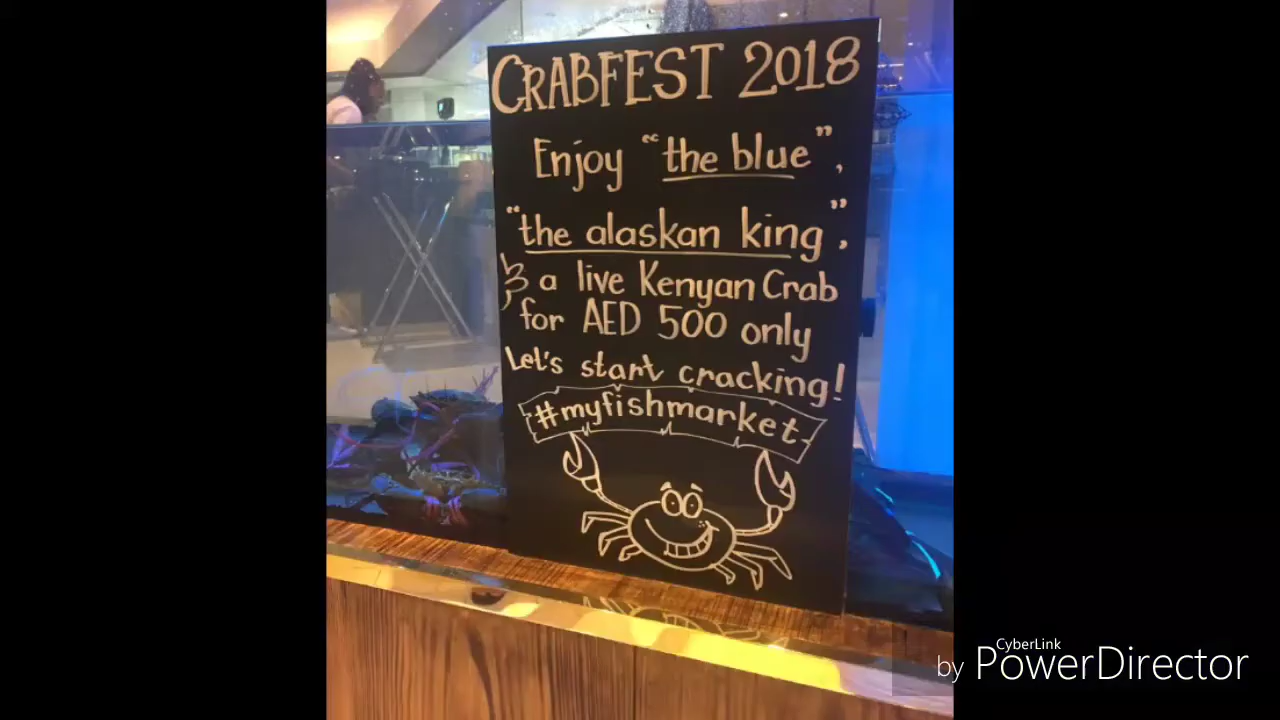 CRABFEST 2018
Enjoy "the blue",
"the alaskan king",
& a live Kenyan Crab
for AED 500 only
Let's start cracking!
#myfishmarket
CyberLink
by PowerDirector